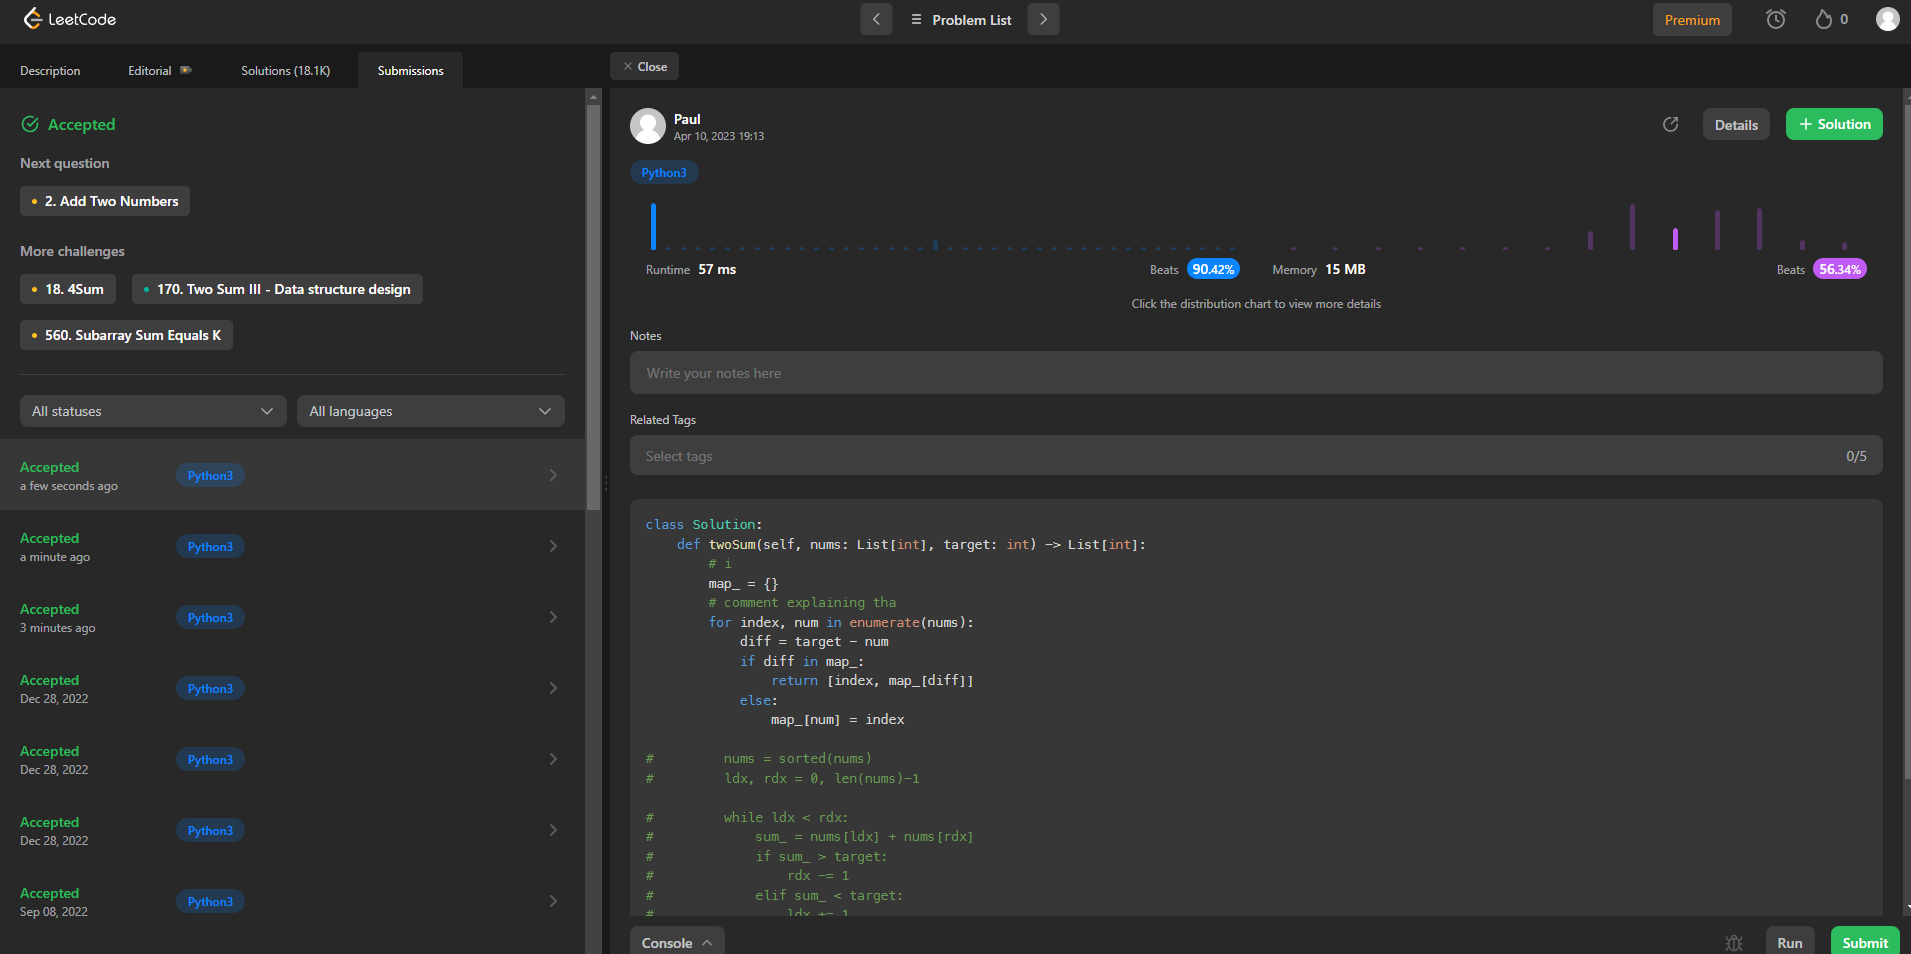 LeetCode
Problem List
Premium
0
Description
Editorial
Solutions (18.1K)
Submissions
Close
Accepted
Next question
2. Add Two Numbers
More challenges
18. 4Sum
170. Two Sum III - Data structure design
560. Subarray Sum Equals K
All statuses
All languages
Accepted
a few seconds ago
Python3
Accepted
a minute ago
Python3
Accepted
3 minutes ago
Python3
Accepted
Dec 28, 2022
Python3
Accepted
Dec 28, 2022
Python3
Accepted
Dec 28, 2022
Python3
Accepted
Sep 08, 2022
Python3
Paul
Apr 10, 2023 19:13
Details
+ Solution
Python3
Runtime 57 ms
Beats 90.42%
Memory 15 MB
Beats 56.34%
Click the distribution chart to view more details
Notes
Write your notes here
Related Tags
Select tags
0/5
class Solution:
    def twoSum(self, nums: List[int], target: int) -> List[int]:
        # i
        map_ = {}
        # comment explaining tha
        for index, num in enumerate(nums):
            diff = target - num
            if diff in map_:
                return [index, map_[diff]]
            else:
                map_[num] = index
#         nums = sorted(nums)
#         ldx, rdx = 0, len(nums)-1
#         while ldx < rdx:
#             sum_ = nums[ldx] + nums[rdx]
#             if sum_ > target:
#                 rdx -= 1
#             elif sum_ < target:
#                 ldx += 1
Console
Run
Submit